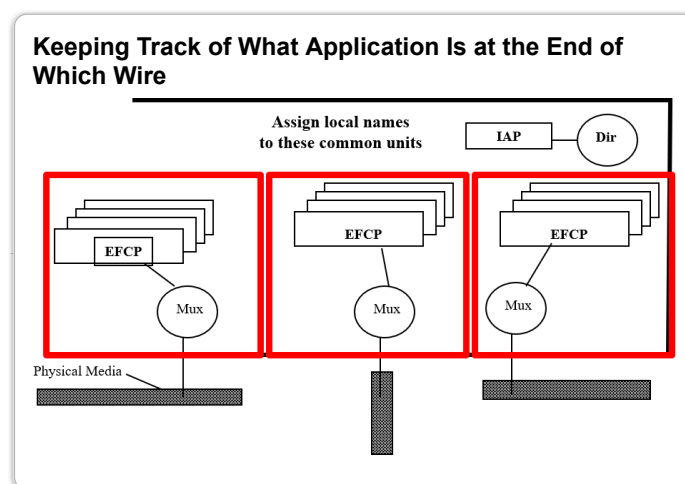 Keeping Track of What Application Is at the End of
Which Wire
Assign local names
to these common units
IAP
Dir
EFCP
EFCP
EFCP
Mux
Mux
Mux
Physical Media